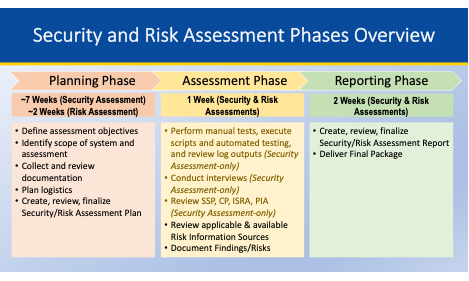 Security and Risk Assessment Phases Overview
Planning Phase
~7 Weeks (Security Assessment)
~2 Weeks (Risk Assessment)
• Define assessment objectives
• Identify scope of system and
assessment
• Collect and review
documentation
• Plan logistics
• Create, review, finalize
Security/Risk Assessment Plan
Assessment Phase
1 Week (Security & Risk
Assessments)
• Perform manual tests, execute
scripts and automated testing,
and review log outputs (Security
Assessment-only)
• Conduct interviews (Security
Assessment-only)
• Review SSP, CP, ISRA, PIA
(Security Assessment-only)
• Review applicable & available
Risk Information Sources
• Document Findings/Risks
Reporting Phase
2 Weeks (Security & Risk
Assessments)
• Create, review, finalize
Security/Risk Assessment Report
• Deliver Final Package